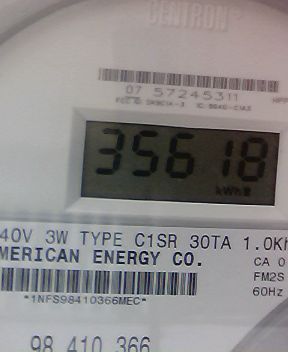 CENTRON®
07 57245311
35618
kWh
40V 3W TYPE C1SR 30TA 1.0Kh
MERICAN ENERGY CO.
CA 0
FM2S
60Hz
*1NFS98410366MEC*
98 410 366